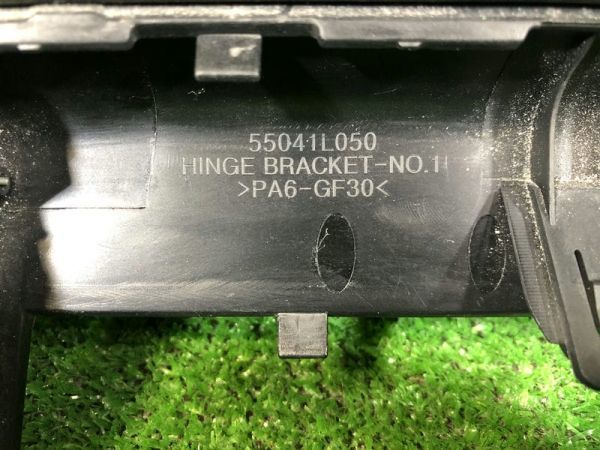 55041L050
HINGE BRACKET-NO.1
>PA6-GF30<